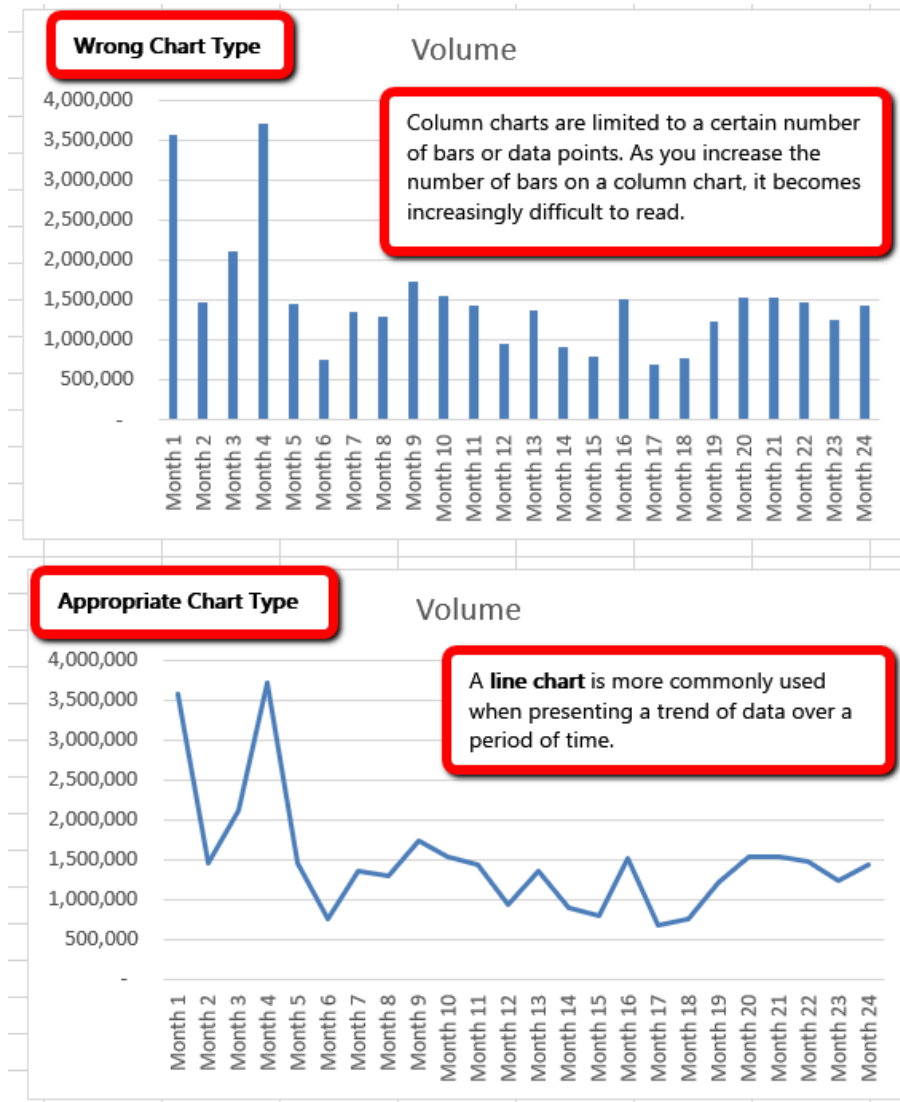 Wrong Chart Type
Volume
4,000,000
3,500,000
3,000,000
2,500,000
2,000,000
1,500,000
1,000,000
500,000
-
Column charts are limited to a certain number
of bars or data points. As you increase the
number of bars on a column chart, it becomes
increasingly difficult to read.
Month 1
Month 2
Month 3
Month 4
Month 5
Month 6
Month 7
Month 8
Month 9
Month 10
Month 11
Month 12
Month 13
Month 14
Month 15
Month 16
Month 17
Month 18
Month 19
Month 20
Month 21
Month 22
Month 23
Month 24
Appropriate Chart Type
Volume
4,000,000
3,500,000
3,000,000
2,500,000
2,000,000
1,500,000
1,000,000
500,000
-
A line chart is more commonly used
when presenting a trend of data over a
period of time.
Month 1
Month 2
Month 3
Month 4
Month 5
Month 6
Month 7
Month 8
Month 9
Month 10
Month 11
Month 12
Month 13
Month 14
Month 15
Month 16
Month 17
Month 18
Month 19
Month 20
Month 21
Month 22
Month 23
Month 24